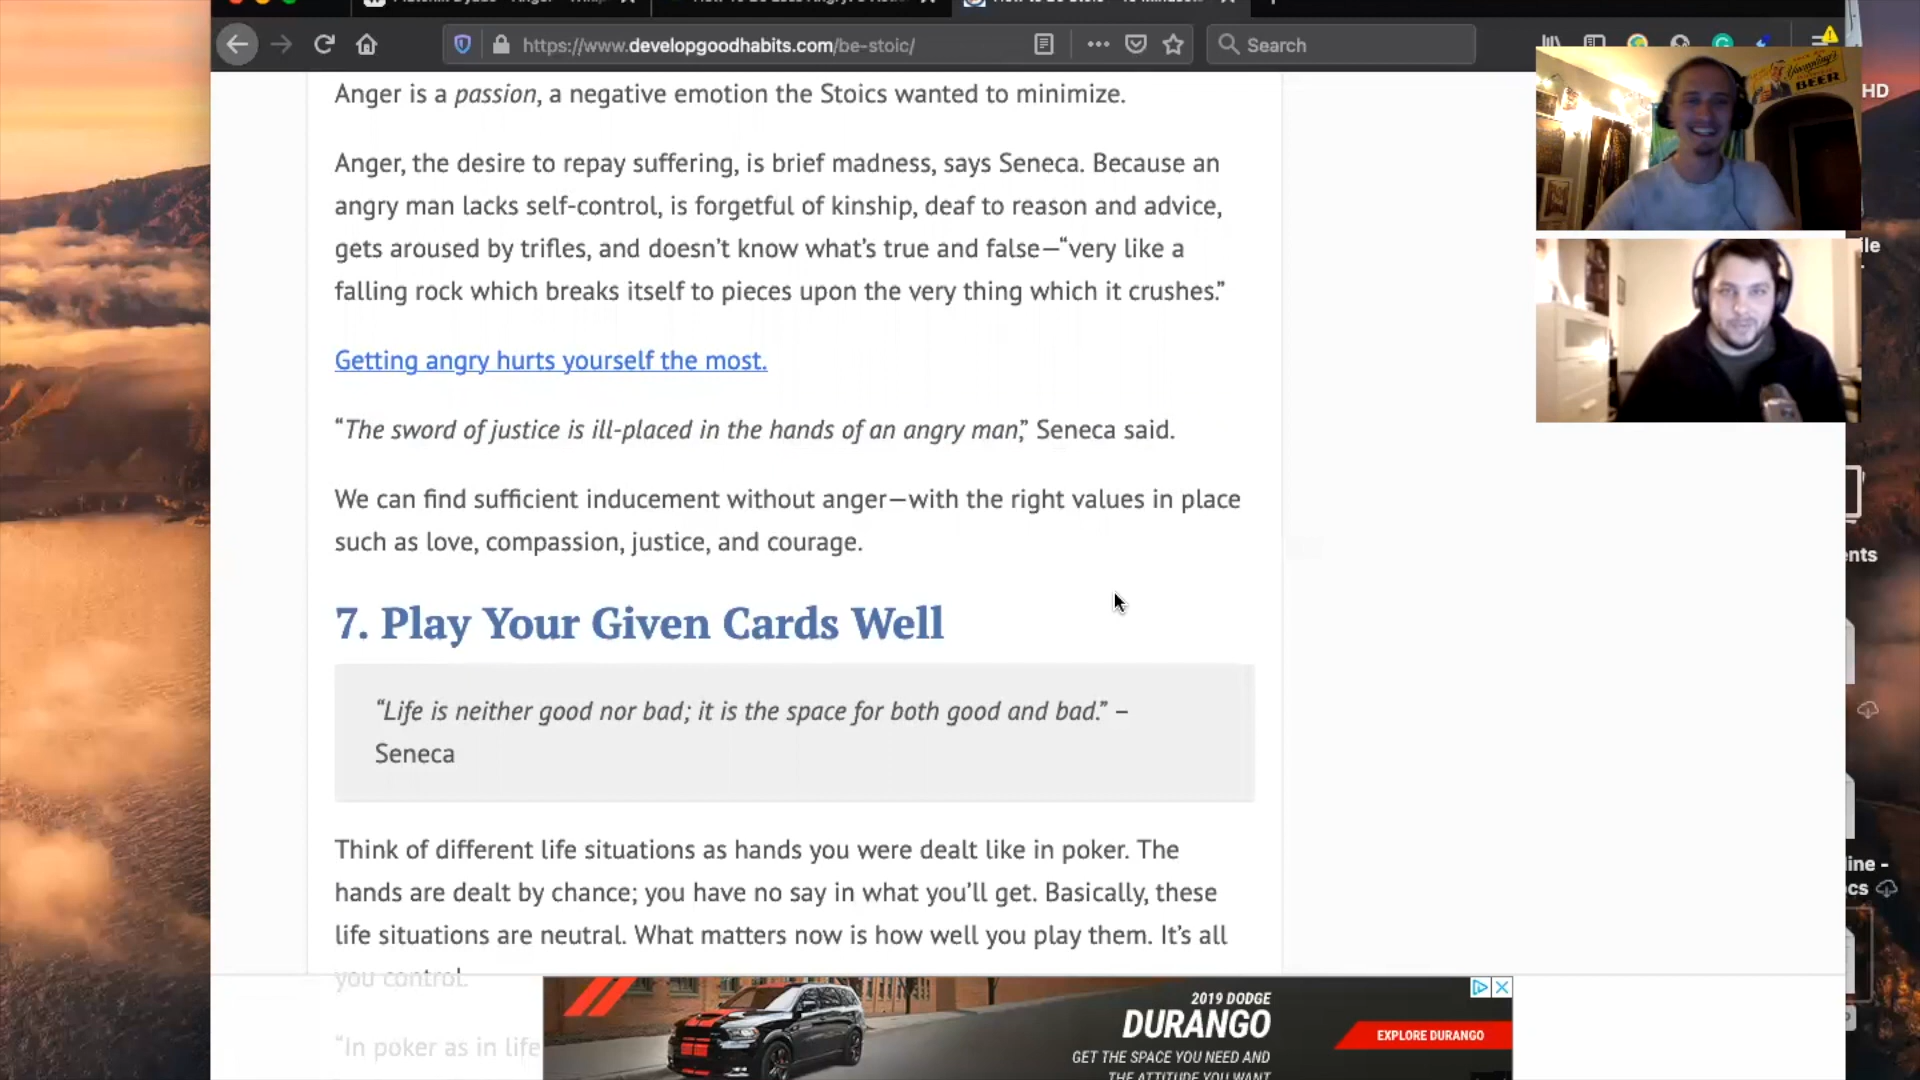 https://www.developgoodhabits.com/be-stoic/
Search
Anger is a passion, a negative emotion the Stoics wanted to minimize.
Anger, the desire to repay suffering, is brief madness, says Seneca. Because an
angry man lacks self-control, is forgetful of kinship, deaf to reason and advice,
gets aroused by trifles, and doesn't know what's true and false—“very like a
falling rock which breaks itself to pieces upon the very thing which it crushes.”
Getting angry hurts yourself the most.
“The sword of justice is ill-placed in the hands of an angry man,” Seneca said.
We can find sufficient inducement without anger—with the right values in place
such as love, compassion, justice, and courage.
7. Play Your Given Cards Well
“Life is neither good nor bad; it is the space for both good and bad.” –
Seneca
Think of different life situations as hands you were dealt like in poker. The
hands are dealt by chance; you have no say in what you'll get. Basically, these
life situations are neutral. What matters now is how well you play them. It's all
you control.
“In poker as in life
2019 DODGE
DURANGO
GET THE SPACE YOU NEED AND
THE ATTITUDE YOU WANT
EXPLORE DURANGO
BEER
HD
ile
nts
ine -
cs